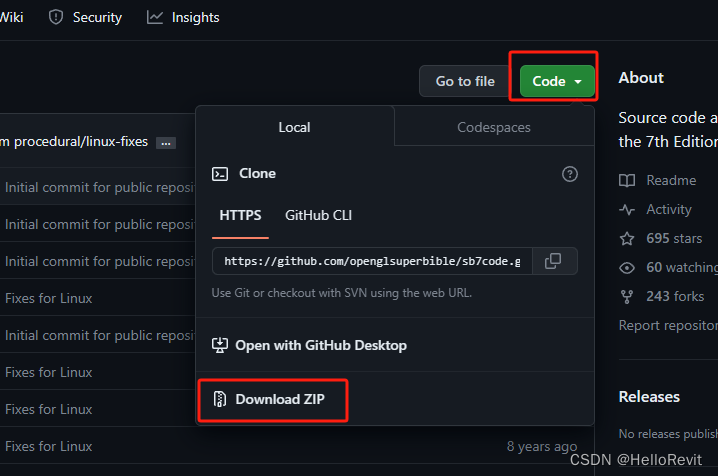 Wiki
Security
Insights
Go to file
Code
About
Local
Codespaces
Source code a
the 7th Edition
m procedural/linux-fixes ...
Clone
Readme
Initial commit for public reposi
Activity
HTTPS
GitHub CLI
Initial commit for public reposit
695 stars
https://github.com/openglsuperbible/sb7code.g
60 watching
Initial commit for public reposit
Use Git or checkout with SVN using the web URL.
243 forks
Fixes for Linux
Report repositor
Initial commit for public reposit
Open with GitHub Desktop
Fixes for Linux
Releases
Download ZIP
Fixes for Linux
No releases publish
Fixes for Linux
8 years ago
CSDN @HelloRevit